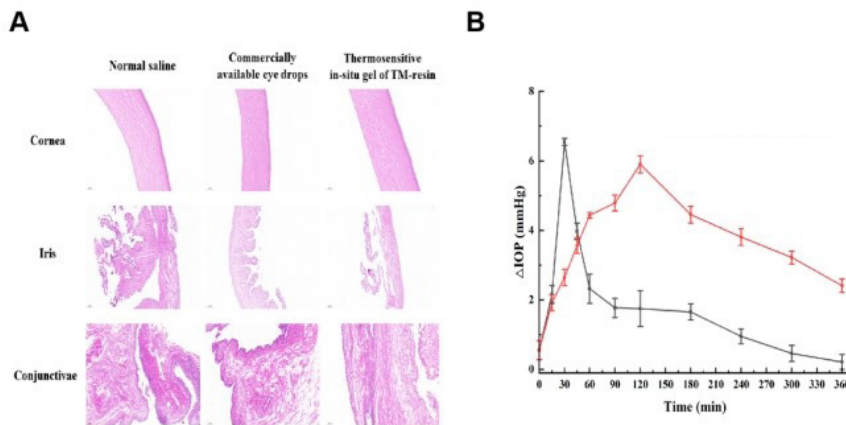 A
B
Normal saline
Commercially
available eye drops
Thermosensitive
in-situ gel of TM-resin
Cornea
Iris
Conjunctivae
△IOP (mmHg)
8
6
4
2
0
0 30 60 90 120 150 180 210 240 270 300 330 360
Time (min)